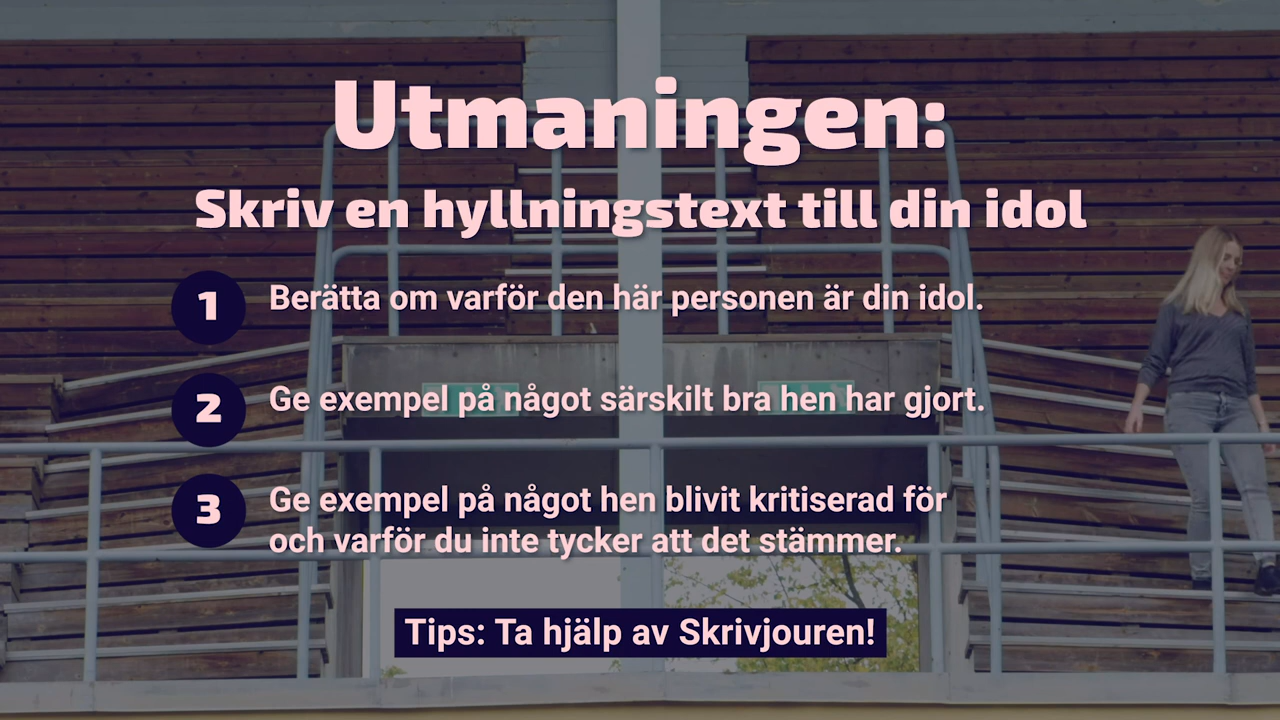 Utmaningen:
Skriv en hyllningstext till din idol
1 Berätta om varför den här personen är din idol.
2 Ge exempel på något särskilt bra hen har gjort.
3 Ge exempel på något hen blivit kritiserad för
och varför du inte tycker att det stämmer.
Tips: Ta hjälp av Skrivjouren!